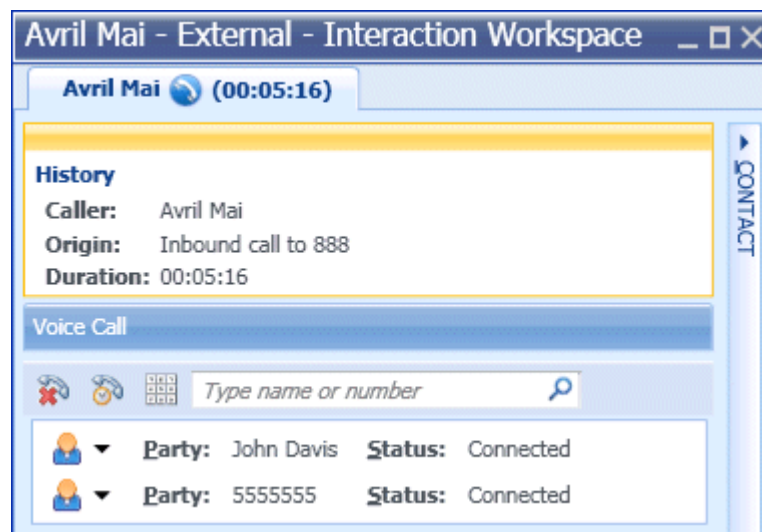 Avril Mai - External - Interaction Workspace
Avril Mai (00:05:16)
CONTACT
History
Caller: Avril Mai
Origin: Inbound call to 888
Duration: 00:05:16
Voice Call
Type name or number
Party: John Davis Status: Connected
Party: 5555555 Status: Connected